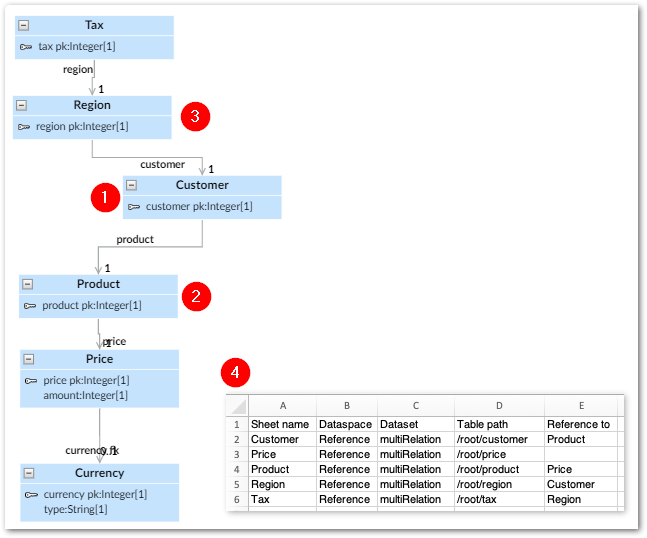 Tax
tax pk:Integer[1]
region
1
Region
region pk:Integer[1]
3
customer
1
1
Customer
customer pk:Integer[1]
product
1
Product
product pk:Integer[1]
2
price
1
Price
price pk:Integer[1]
amount:Integer[1]
4
A B C D E
1 Sheet name Dataspace Dataset Table path Reference to
2 Customer Reference multiRelation /root/customer Product
3 Price Reference multiRelation /root/price
4 Product Reference multiRelation /root/product Price
5 Region Reference multiRelation /root/region Customer
6 Tax Reference multiRelation /root/tax Region
Currency
currency pk:Integer[1]
type:String[1]